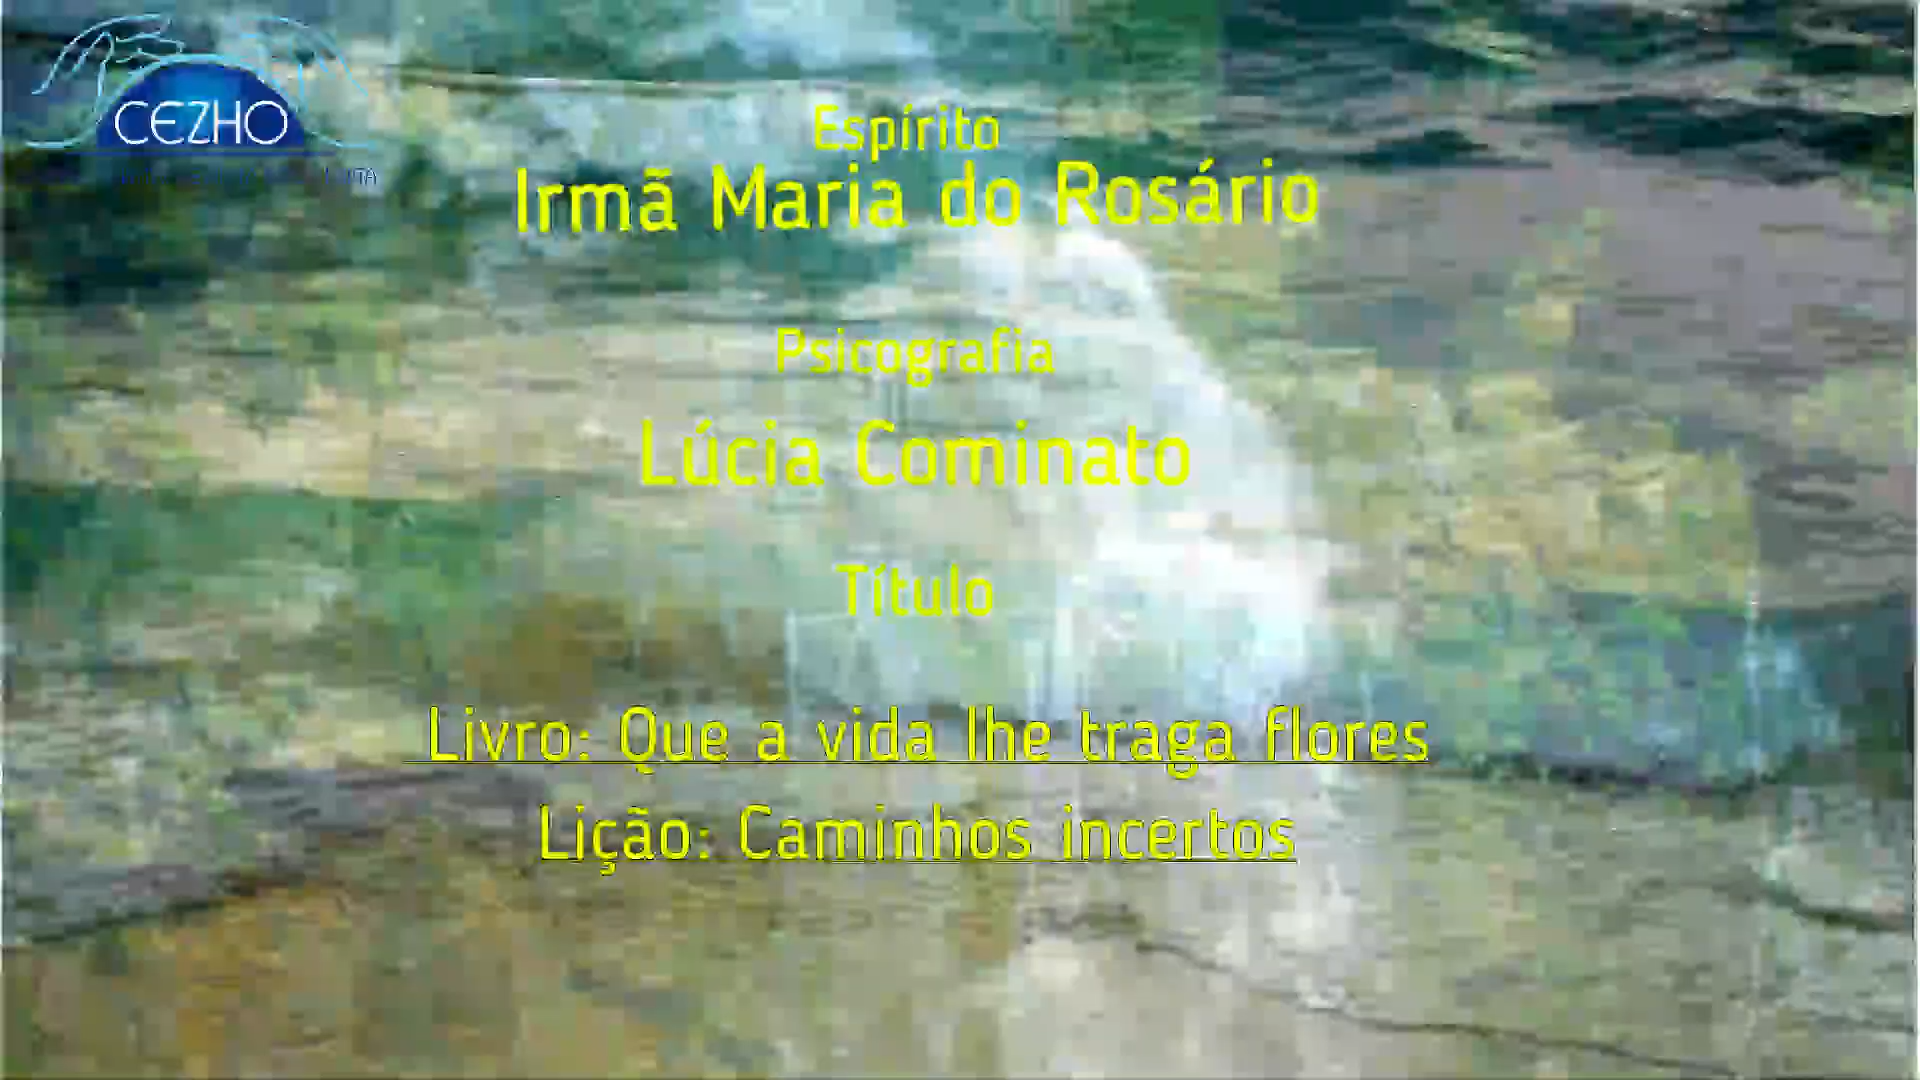 CEZHO
Espírito
Irmã Maria do Rosário
Psicografia
Lúcia Cominato
Título
Livro: Que a vida lhe traga flores
Lição: Caminhos incertos